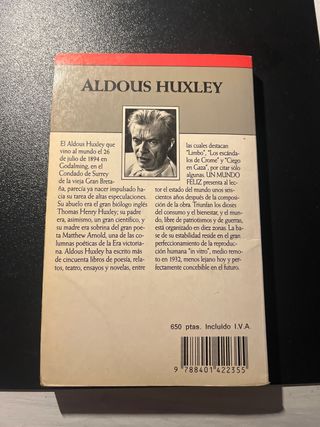 ALDOUS HUXLEY
El Aldous Huxley que
vino al mundo el 26
de julio de 1894 en
Godalming, en el
Condado de Surrey
de la vieja Gran Breta-
ña, parecía ya nacer impulsado ha-
cia su tarea de altas especulaciones.
Su abuelo era el gran biólogo inglés
Thomas Henry Huxley; su padre
era, asimismo, un gran científico, y
su madre era sobrina del gran poe-
ta Matthew Arnold, una de las co-
lumnas poéticas de la Era victoria-
na. Aldous Huxley ha escrito más
de cincuenta libros de poesía, rela-
tos, teatro, ensayos y novelas, entre
las cuales destacan
"Limbo", "Los escánda-
los de Crome" y "Ciego
en Gaza", por citar sólo
algunas. UN MUNDO
FELIZ presenta al lec-
tor el estado del mundo unos seis-
cientos años después de la composi-
ción de la obra. Triunfan los dioses
del consumo y el bienestar, y el mun-
do, libre de patriotismos y de guerras,
está organizado en diez zonas. La ba-
se de su estabilidad reside en el gran
perfeccionamiento de la reproduc-
ción humana "in vitro", medio remo-
to en 1932, menos lejano hoy y per-
fectamente concebible en el futuro.
650 ptas. Incluido I.V.A.
9 788401 422355